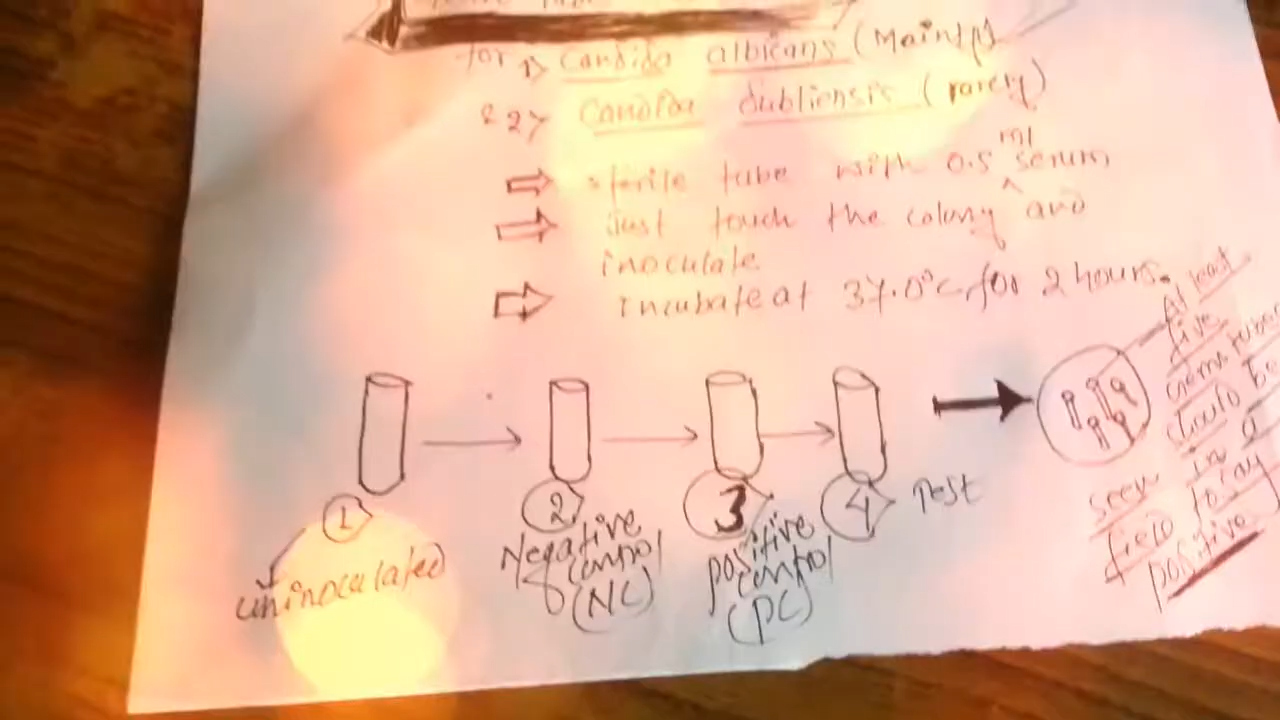 for 1> Candida albicans (Mainly)
& 2> Candida dubliensis (rarely)
⇒ sterile tube with 0.5 ml serum
⇒ Just touch the colony and
inoculate
⇒ incubate at 37.0°C for 2 hours.
1
uninoculated
2
Negative
control
(NC)
3
positive
control
(PC)
4 Test
At least
five
germ tubes
should be
seen in a
field to say
positive